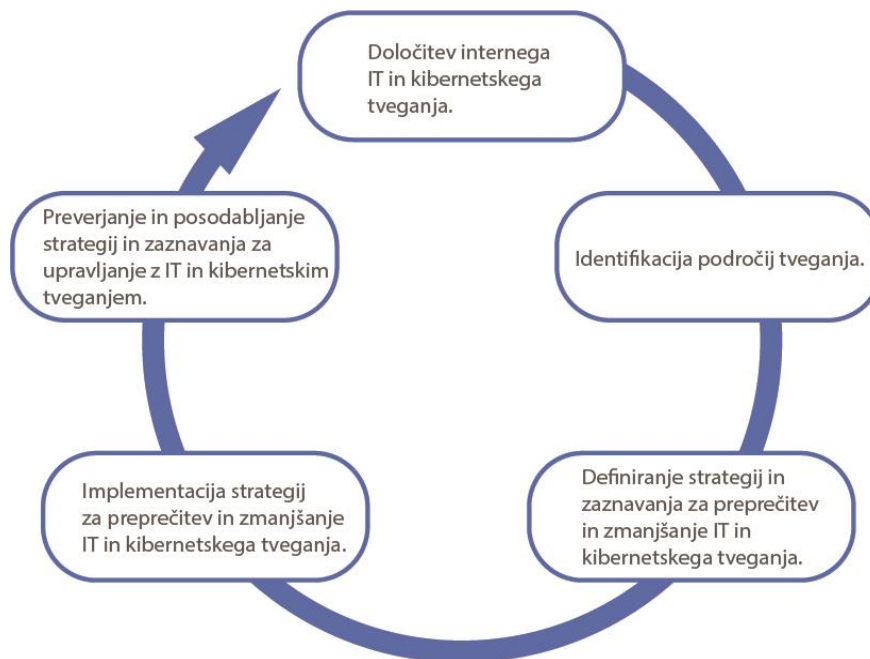 Določitev internega
IT in kibernetskega
tveganja.
Identifikacija področij tveganja.
Definiranje strategij in
zaznavanja za preprečitev
in zmanjšanje IT in
kibernetskega tveganja.
Implementacija strategij
za preprečitev in zmanjšanje
IT in kibernetskega tveganja.
Preverjanje in posodabljanje
strategij in zaznavanja za
upravljanje z IT in kibernetskim
tveganjem.